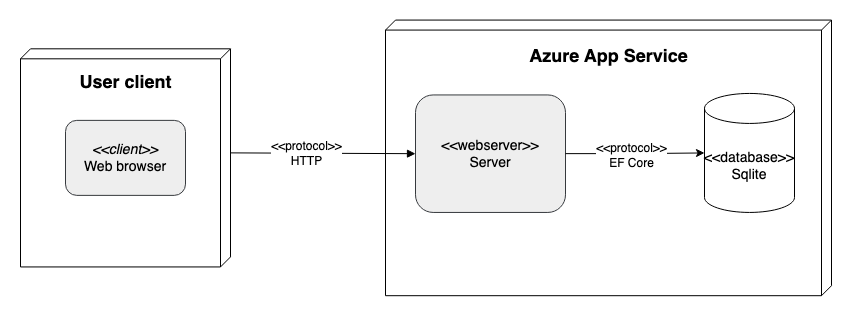 User client
<<client>>
Web browser
<<protocol>>
HTTP
Azure App Service
<<webserver>>
Server
<<protocol>>
EF Core
<<database>>
Sqlite